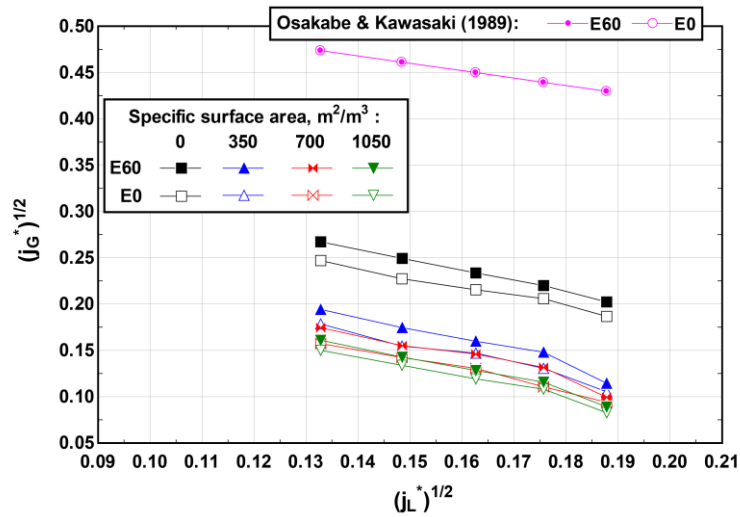 Osakabe & Kawasaki (1989): E60 E0
0.50
0.45
0.40
0.35
0.30
0.25
0.20
0.15
0.10
0.05
Specific surface area, m²/m³ :
0 350 700 1050
E60
E0
(j_G^*)^1/2
0.09 0.10 0.11 0.12 0.13 0.14 0.15 0.16 0.17 0.18 0.19 0.20 0.21
(j_L^*)^1/2